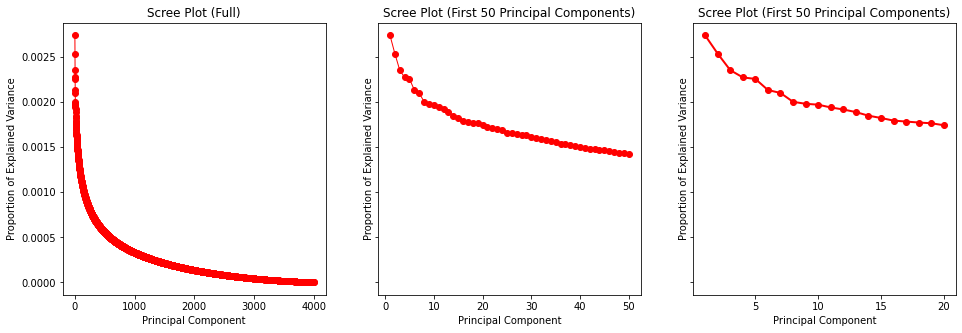 Scree Plot (Full)
Proportion of Explained Variance
0.0025
0.0020
0.0015
0.0010
0.0005
0.0000
0 1000 2000 3000 4000
Principal Component
Scree Plot (First 50 Principal Components)
Proportion of Explained Variance
0 10 20 30 40 50
Principal Component
Scree Plot (First 50 Principal Components)
Proportion of Explained Variance
5 10 15 20
Principal Component